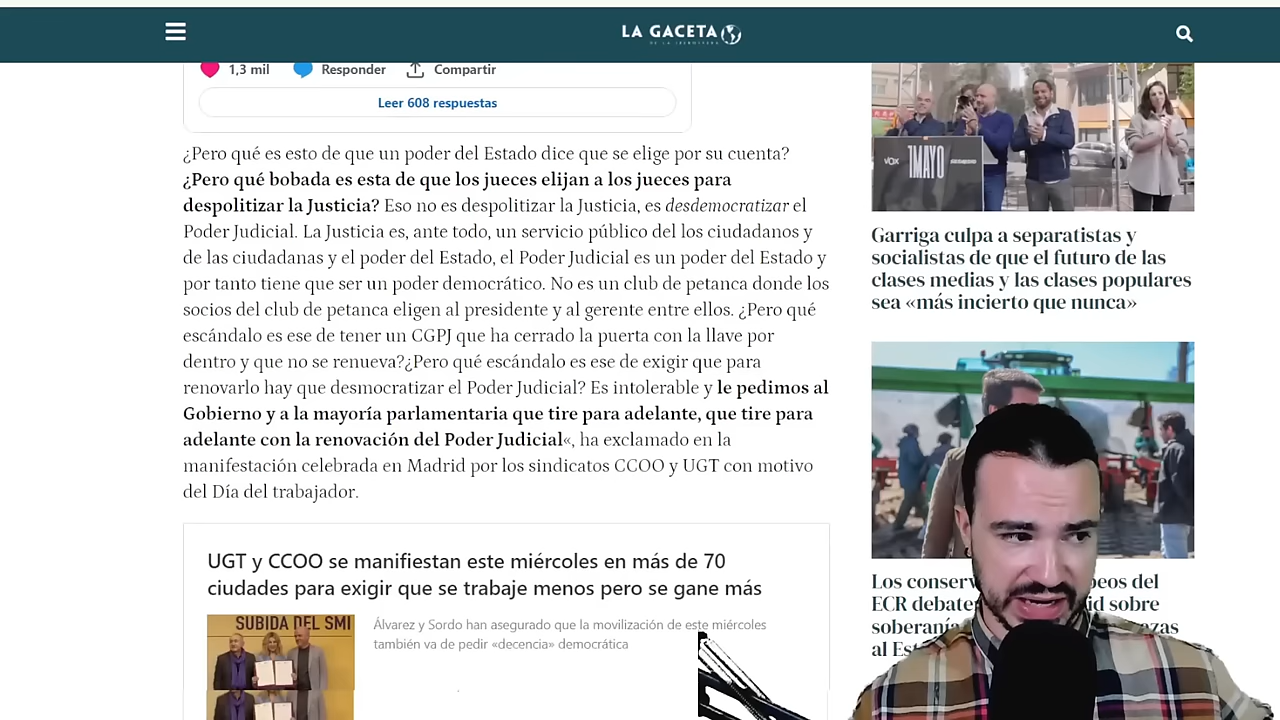 LA GACETA
DE LA IBEROSFERA
1,3 mil Responder Compartir
Leer 608 respuestas
¿Pero qué es esto de que un poder del Estado dice que se elige por su cuenta?
¿Pero qué bobada es esta de que los jueces elijan a los jueces para
despolitizar la Justicia? Eso no es despolitizar la Justicia, es desdemocratizar el
Poder Judicial. La Justicia es, ante todo, un servicio público del los ciudadanos y
de las ciudadanas y el poder del Estado, el Poder Judicial es un poder del Estado y
por tanto tiene que ser un poder democrático. No es un club de petanca donde los
socios del club de petanca eligen al presidente y al gerente entre ellos. ¿Pero qué
escándalo es ese de tener un CGPJ que ha cerrado la puerta con la llave por
dentro y que no se renueva?¿Pero qué escándalo es ese de exigir que para
renovarlo hay que desmocratizar el Poder Judicial? Es intolerable y le pedimos al
Gobierno y a la mayoría parlamentaria que tire para adelante, que tire para
adelante con la renovación del Poder Judicial«, ha exclamado en la
manifestación celebrada en Madrid por los sindicatos CCOO y UGT con motivo
del Día del trabajador.
UGT y CCOO se manifiestan este miércoles en más de 70
ciudades para exigir que se trabaje menos pero se gane más
SUBIDA DEL SMI
Álvarez y Sordo han asegurado que la movilización de este miércoles
también va de pedir «decencia» democrática
VOX 1MAYO
Garriga culpa a separatistas y
socialistas de que el futuro de las
clases medias y las clases populares
sea «más incierto que nunca»
Los conserv peos del
ECR debate id sobre
soberanía azas
al Est